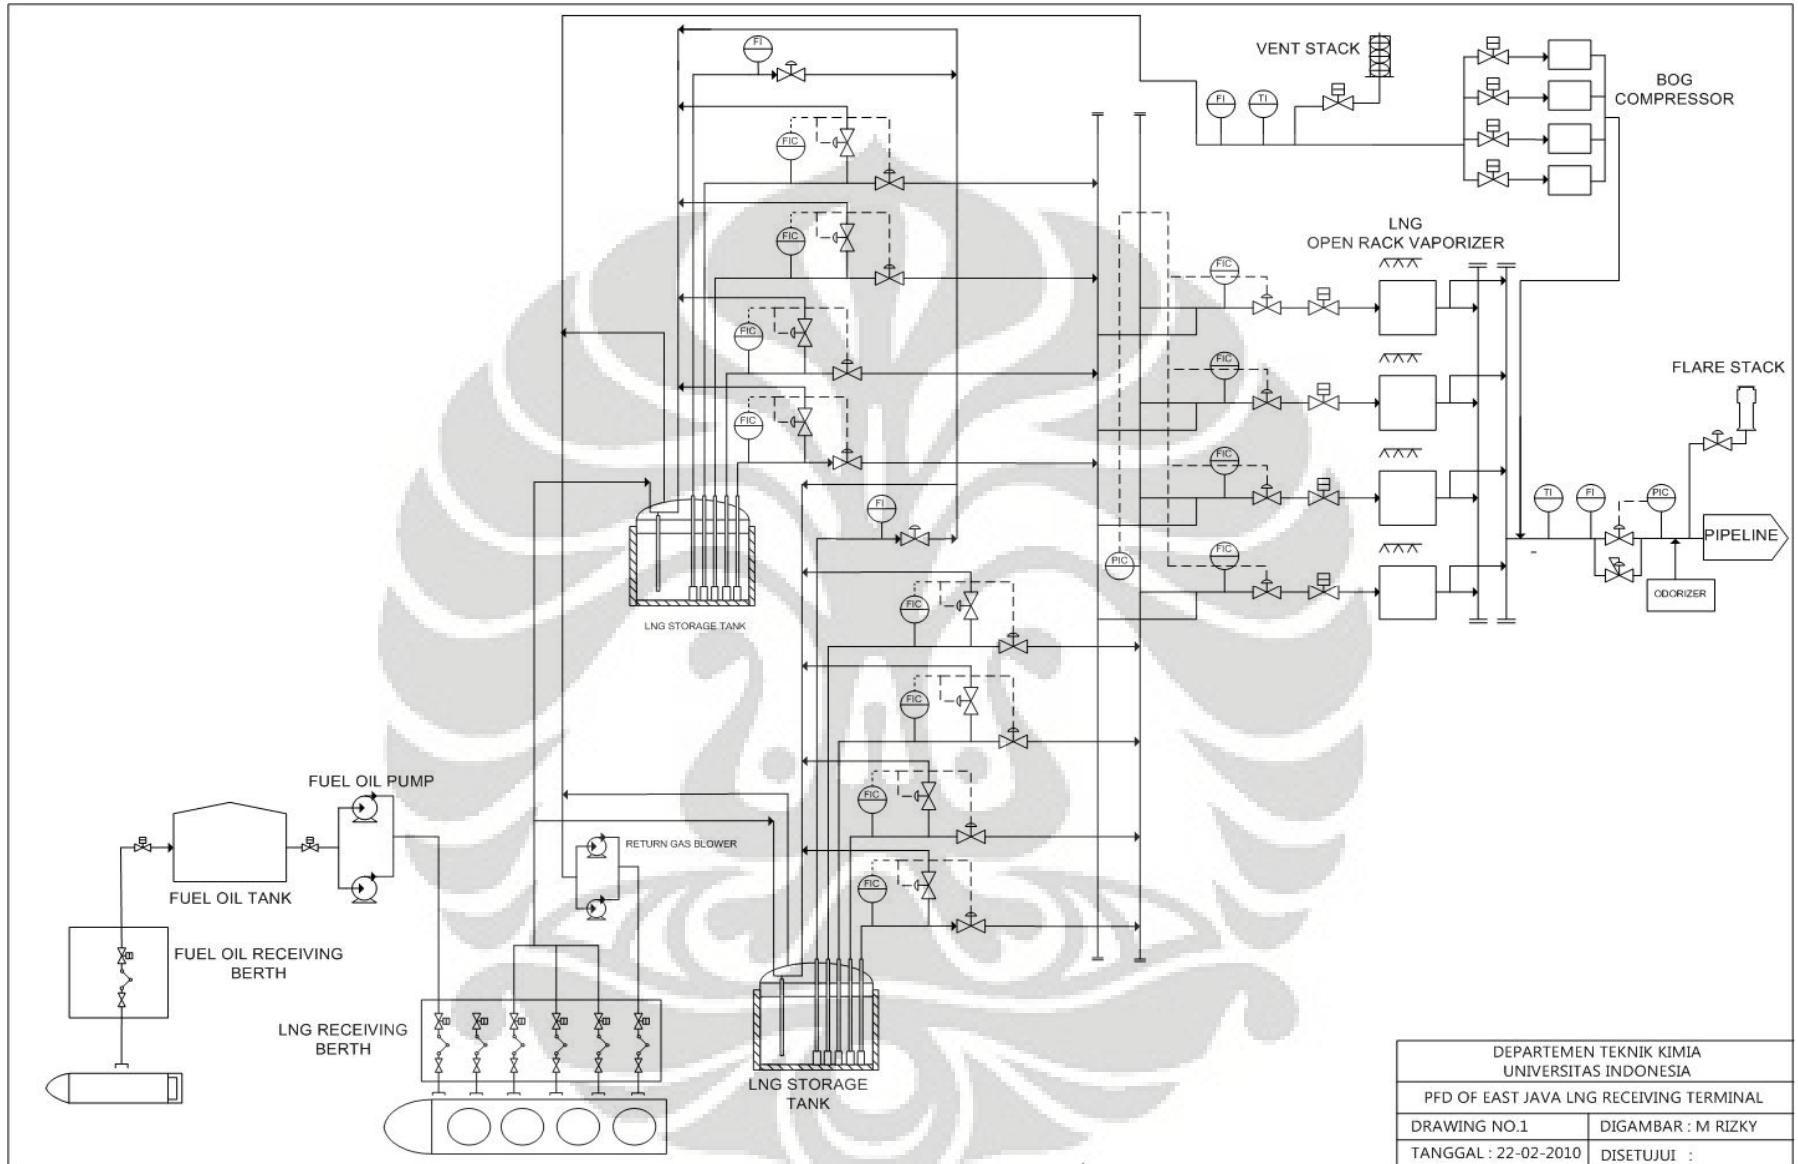 FI
VENT STACK
BOG
COMPRESSOR
FI
TI
FIC
FIC
LNG
OPEN RACK VAPORIZER
FIC
FIC
FIC
FIC
FLARE STACK
FIC
FIC
TI
FI
PIC
FI
PIPELINE
PIC
FIC
ODORIZER
LNG STORAGE TANK
FIC
FIC
FUEL OIL PUMP
FIC
RETURN GAS BLOWER
FUEL OIL TANK
FIC
FUEL OIL RECEIVING
BERTH
LNG RECEIVING
BERTH
LNG STORAGE
TANK
DEPARTEMEN TEKNIK KIMIA
UNIVERSITAS INDONESIA
PFD OF EAST JAVA LNG RECEIVING TERMINAL
DRAWING NO.1
DIGAMBAR : M RIZKY
TANGGAL : 22-02-2010
DISETUJUI :